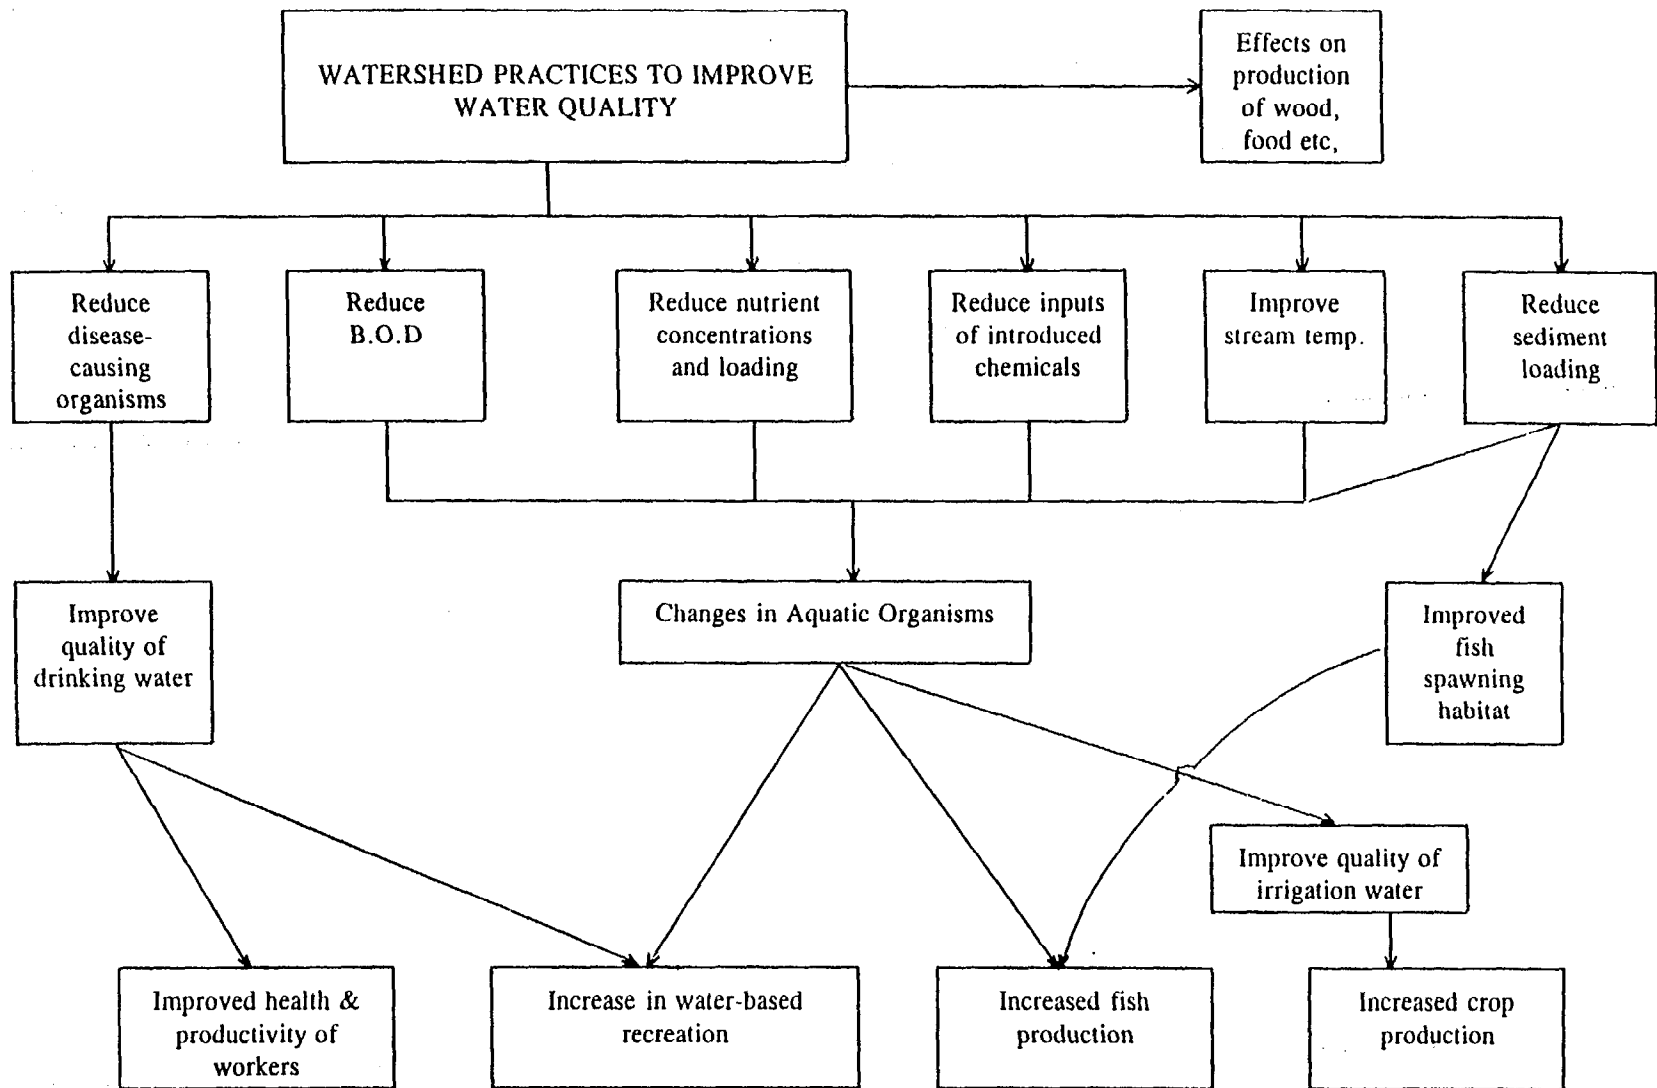 WATERSHED PRACTICES TO IMPROVE
WATER QUALITY
Effects on
production
of wood,
food etc,
Reduce
disease-
causing
organisms
Reduce
B.O.D
Reduce nutrient
concentrations
and loading
Reduce inputs
of introduced
chemicals
Improve
stream temp.
Reduce
sediment
loading
Improve
quality of
drinking water
Changes in Aquatic Organisms
Improved
fish
spawning
habitat
Improve quality of
irrigation water
Improved health &
productivity of
workers
Increase in water-based
recreation
Increased fish
production
Increased crop
production